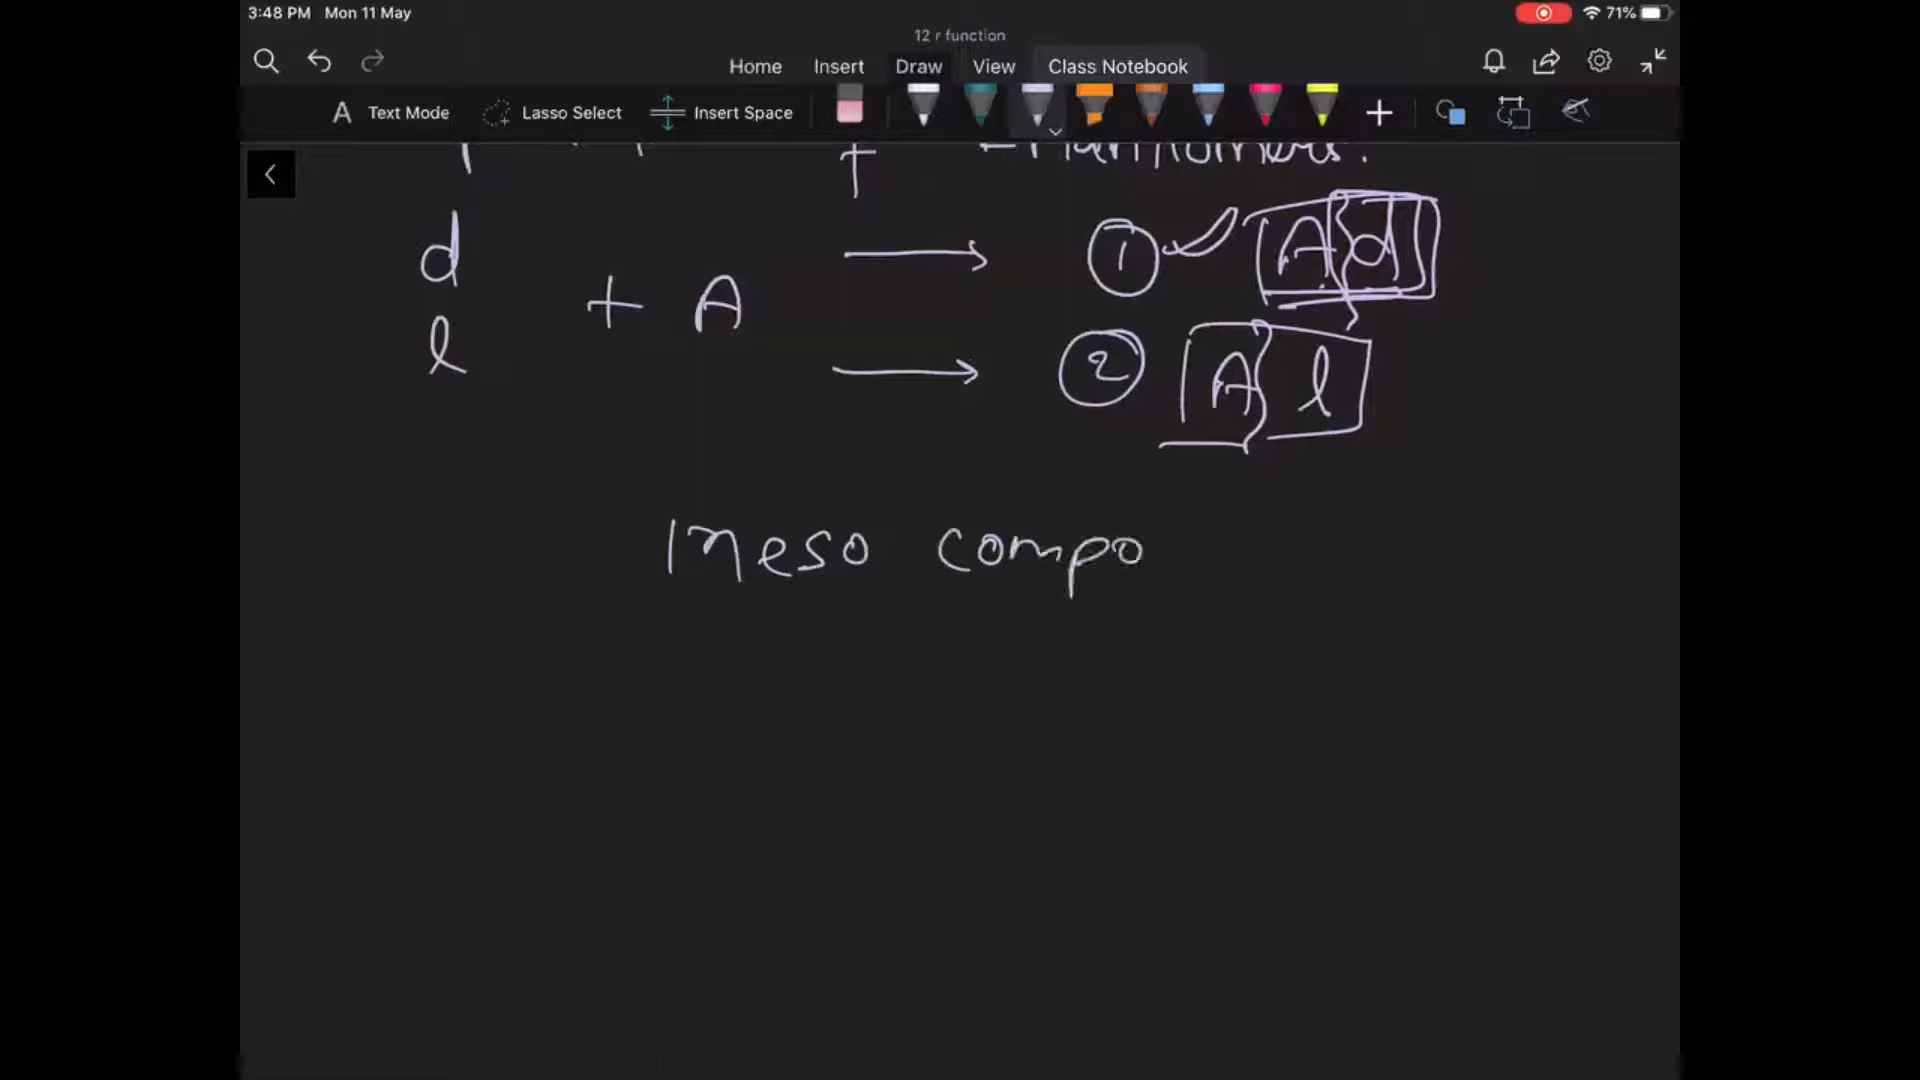 3:48 PM Mon 11 May
71%
12 r function
Home Insert Draw View Class Notebook
A Text Mode Lasso Select Insert Space
d → ① A d
+ A
l → ② A l
meso compo